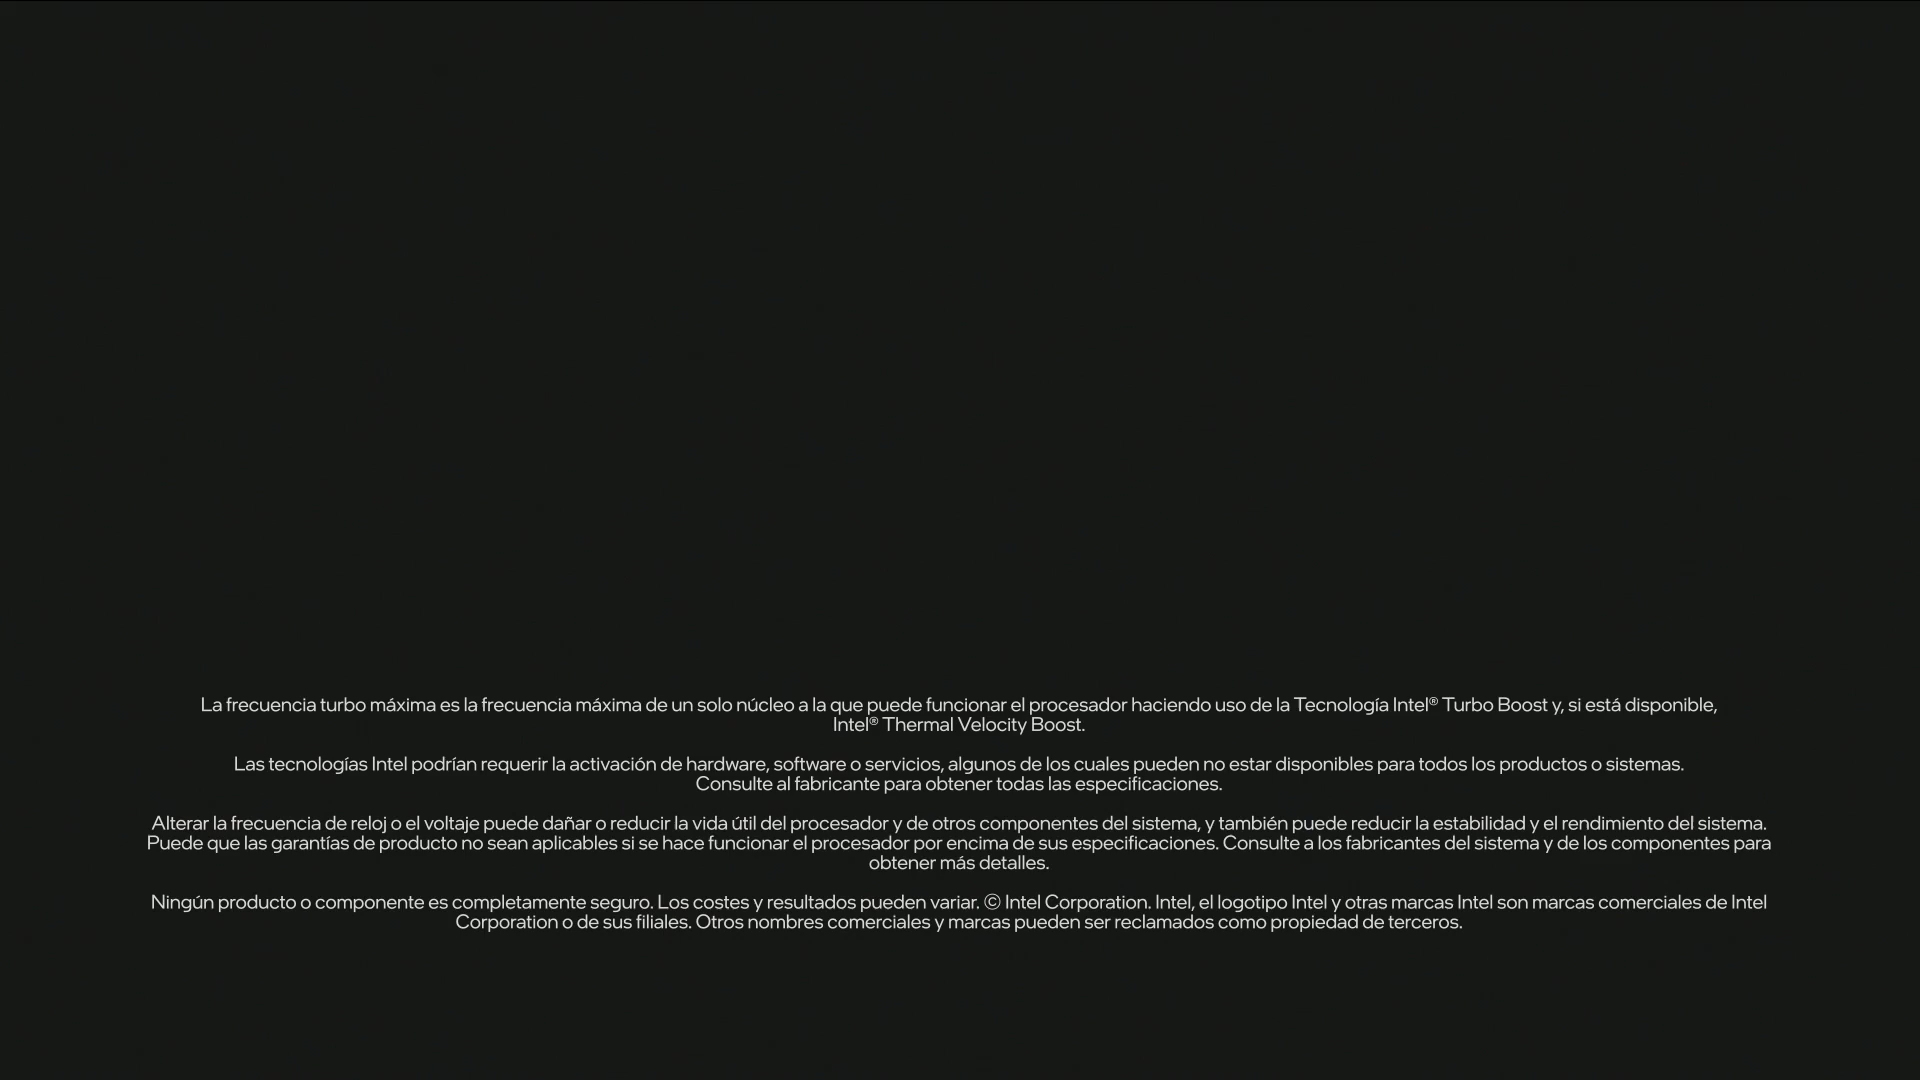 La frecuencia turbo máxima es la frecuencia máxima de un solo núcleo a la que puede funcionar el procesador haciendo uso de la Tecnología Intel® Turbo Boost y, si está disponible,
Intel® Thermal Velocity Boost.
Las tecnologías Intel podrían requerir la activación de hardware, software o servicios, algunos de los cuales pueden no estar disponibles para todos los productos o sistemas.
Consulte al fabricante para obtener todas las especificaciones.
Alterar la frecuencia de reloj o el voltaje puede dañar o reducir la vida útil del procesador y de otros componentes del sistema, y también puede reducir la estabilidad y el rendimiento del sistema.
Puede que las garantías de producto no sean aplicables si se hace funcionar el procesador por encima de sus especificaciones. Consulte a los fabricantes del sistema y de los componentes para
obtener más detalles.
Ningún producto o componente es completamente seguro. Los costes y resultados pueden variar. © Intel Corporation. Intel, el logotipo Intel y otras marcas Intel son marcas comerciales de Intel
Corporation o de sus filiales. Otros nombres comerciales y marcas pueden ser reclamados como propiedad de terceros.